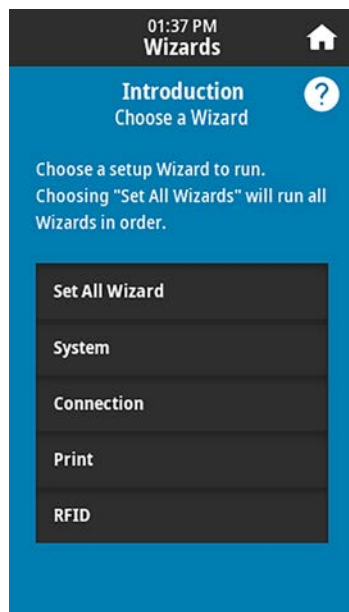 01:37 PM
Wizards
Introduction
?
Choose a Wizard
Choose a setup Wizard to run.
Choosing "Set All Wizards" will run all
Wizards in order.
Set All Wizard
System
Connection
Print
RFID